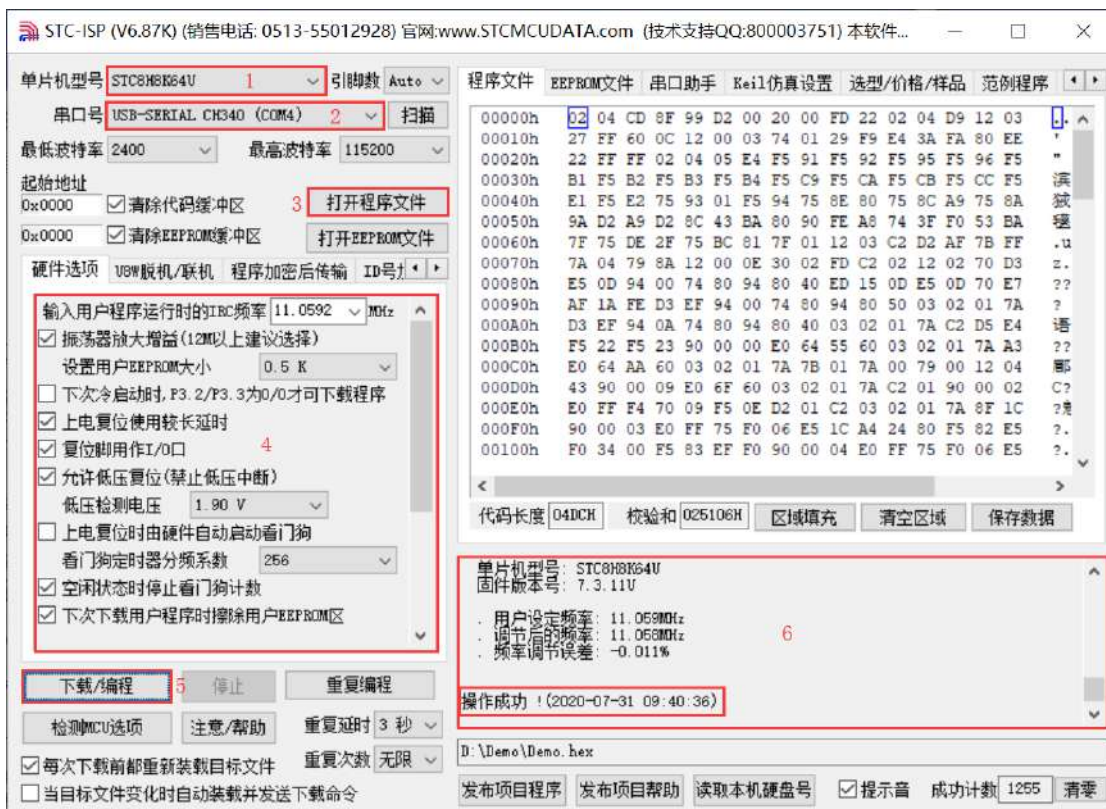 STC-ISP (V6.87K) (销售电话: 0513-55012928) 官网:www.STCMCUDATA.com (技术支持QQ:800003751) 本软件...
单片机型号 STC8H8K64U 1 引脚数 Auto
串口号 USB-SERIAL CH340 (COM4) 2 扫描
最低波特率 2400 最高波特率 115200
起始地址
0x0000 清除代码缓冲区 3 打开程序文件
0x0000 清除EEPROM缓冲区 打开EEPROM文件
硬件选项 U8W脱机/联机 程序加密后传输
输入用户程序运行时的IRC频率 11.0592 MHz
振荡器放大增益(12M以上建议选择)
设置用户EEPROM大小 0.5 K
下次冷启动时, P3.2/P3.3为0/0才可下载程序
上电复位使用较长延时
复位脚用作I/O口 4
允许低压复位(禁止低压中断)
低压检测电压 1.90 V
上电复位时由硬件自动启动看门狗
看门狗定时器分频系数 256
空闲状态时停止看门狗计数
下次下载用户程序时擦除用户EEPROM区
下载/编程 5 停止 重复编程
检测MCU选项 注意/帮助 重复延时 3 秒
重复次数 无限
每次下载前都重新装载目标文件
当目标文件变化时自动装载并发送下载命令
程序文件 EEPROM文件 串口助手 Keil仿真设置 选型/价格/样品 范例程序
00000h 02 04 CD 8F 99 D2 00 20 00 FD 22 02 04 D9 12 03 ..
00010h 27 FF 60 0C 12 00 03 74 01 29 F9 E4 3A FA 80 EE '
00020h 22 FF FF 02 04 05 E4 F5 91 F5 92 F5 95 F5 96 F5 "
00030h B1 F5 B2 F5 B3 F5 B4 F5 C9 F5 CA F5 CB F5 CC F5
00040h E1 F5 E2 75 93 01 F5 94 75 8E 80 75 8C A9 75 8A
00050h 9A D2 A9 D2 8C 43 BA 80 90 FE A8 74 3F F0 53 BA
00060h 7F 75 DE 2F 75 BC 81 7F 01 12 03 C2 D2 AF 7B FF .u
00070h 7A 04 79 8A 12 00 0E 30 02 FD C2 02 12 02 70 D3 z.
00080h E5 0D 94 00 74 80 94 80 40 ED 15 0D E5 0D 70 E7 ??
00090h AF 1A FE D3 EF 94 00 74 80 94 80 50 03 02 01 7A ?
000A0h D3 EF 94 0A 74 80 94 80 40 03 02 01 7A C2 D5 E4 语
000B0h F5 22 F5 23 90 00 00 E0 64 55 60 03 02 01 7A A3 ??
000C0h E0 64 AA 60 03 02 01 7A 7B 01 7A 00 79 00 12 04
000D0h 43 90 00 09 E0 6F 60 03 02 01 7A C2 01 90 00 02 C?
000E0h E0 FF F4 70 09 F5 0E D2 01 C2 03 02 01 7A 8F 1C
000F0h 90 00 03 E0 FF 75 F0 06 E5 1C A4 24 80 F5 82 E5 ?.
00100h F0 34 00 F5 83 EF F0 90 00 04 E0 FF 75 F0 06 E5 ?.
代码长度 04DCH 校验和 025106H 区域填充 清空区域 保存数据
单片机型号: STC8H8K64U
固件版本号: 7.3.11U
. 用户设定频率: 11.059MHz
. 调节后的频率: 11.058MHz 6
. 频率调节误差: -0.011%
操作成功 !(2020-07-31 09:40:36)
D:\Demo\Demo.hex
发布项目程序 发布项目帮助 读取本机硬盘号 提示音 成功计数 1255 清零